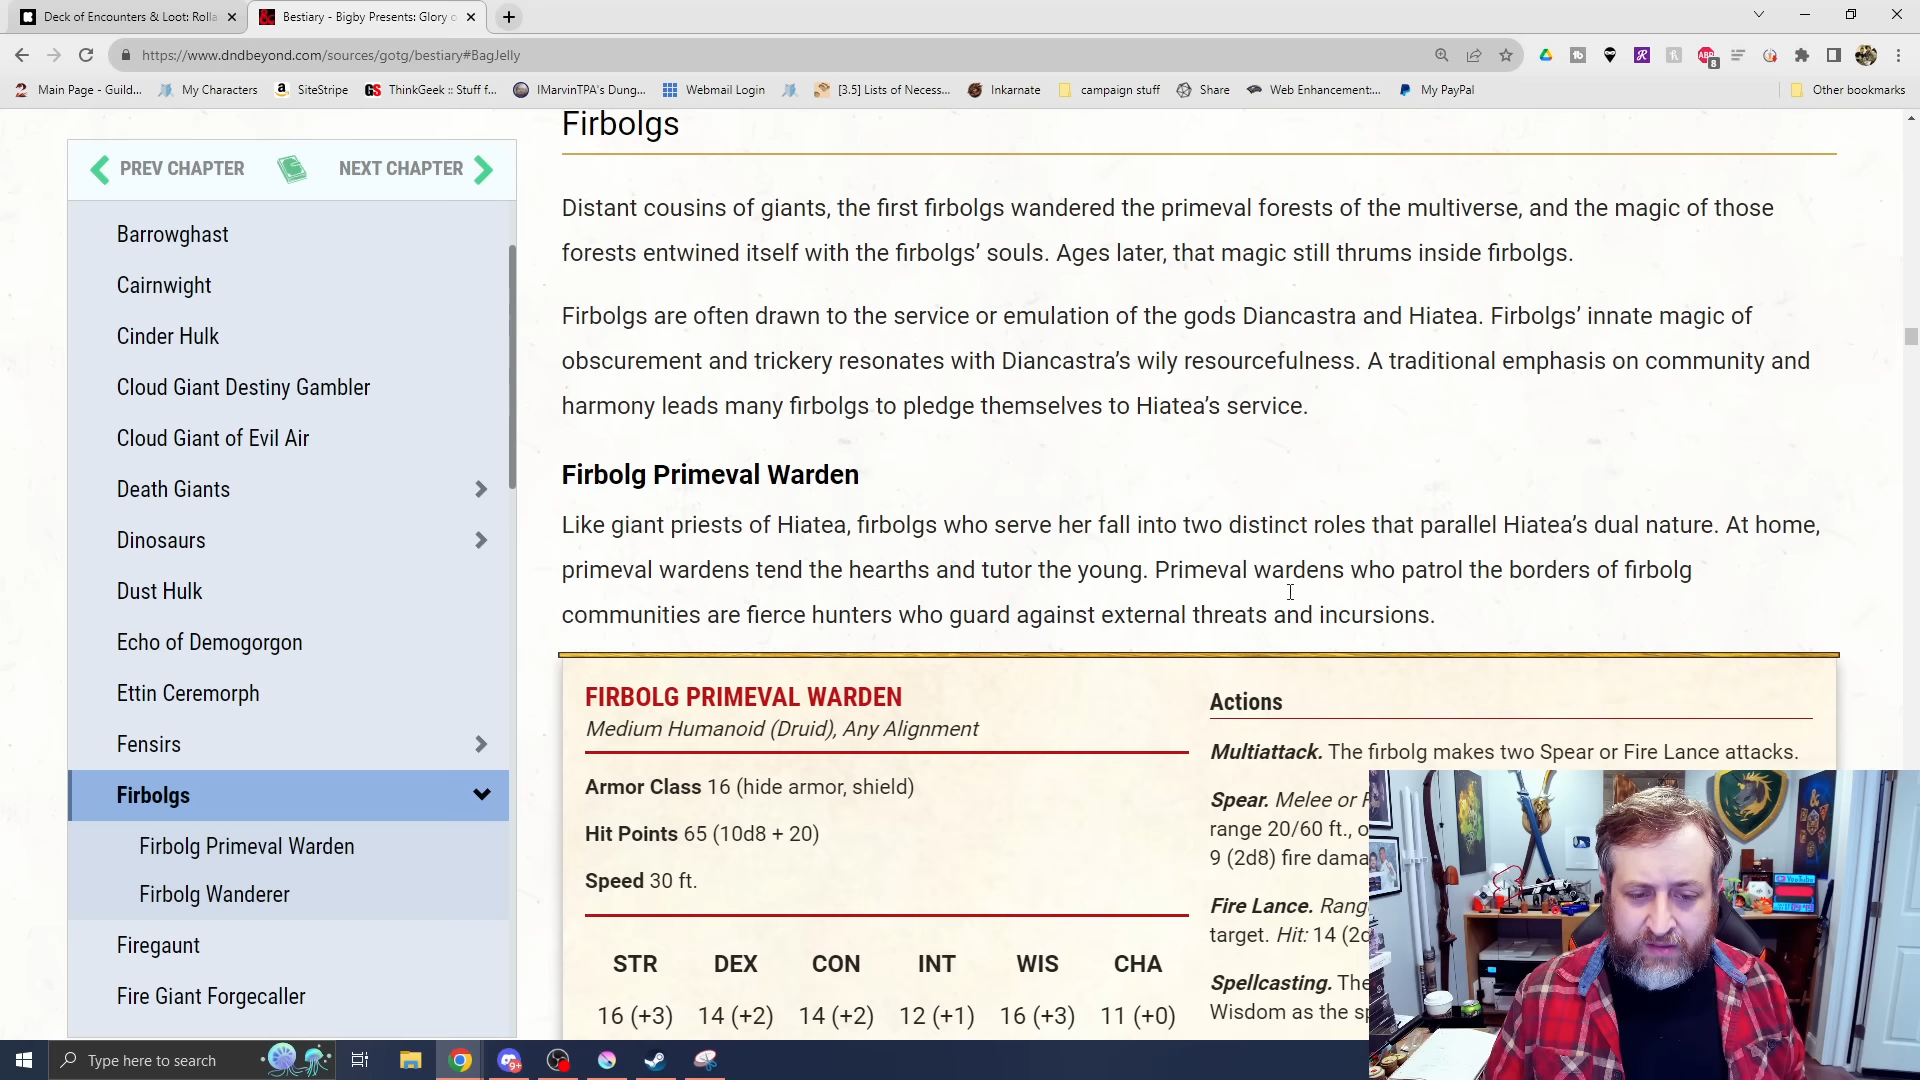 Deck of Encounters & Loot: Rolla
Bestiary - Bigby Presents: Glory o
https://www.dndbeyond.com/sources/gotg/bestiary#BagJelly
Main Page - Guild...
My Characters
SiteStripe
ThinkGeek :: Stuff f...
IMarvinTPA's Dung...
Webmail Login
[3.5] Lists of Necess...
Inkarnate
campaign stuff
Share
Web Enhancement:...
My PayPal
Other bookmarks
PREV CHAPTER
NEXT CHAPTER
Barrowghast
Cairnwight
Cinder Hulk
Cloud Giant Destiny Gambler
Cloud Giant of Evil Air
Death Giants
Dinosaurs
Dust Hulk
Echo of Demogorgon
Ettin Ceremorph
Fensirs
Firbolgs
Firbolg Primeval Warden
Firbolg Wanderer
Firegaunt
Fire Giant Forgecaller
Firbolgs
Distant cousins of giants, the first firbolgs wandered the primeval forests of the multiverse, and the magic of those
forests entwined itself with the firbolgs’ souls. Ages later, that magic still thrums inside firbolgs.
Firbolgs are often drawn to the service or emulation of the gods Diancastra and Hiatea. Firbolgs’ innate magic of
obscurement and trickery resonates with Diancastra’s wily resourcefulness. A traditional emphasis on community and
harmony leads many firbolgs to pledge themselves to Hiatea’s service.
Firbolg Primeval Warden
Like giant priests of Hiatea, firbolgs who serve her fall into two distinct roles that parallel Hiatea’s dual nature. At home,
primeval wardens tend the hearths and tutor the young. Primeval wardens who patrol the borders of firbolg
communities are fierce hunters who guard against external threats and incursions.
FIRBOLG PRIMEVAL WARDEN
Medium Humanoid (Druid), Any Alignment
Armor Class 16 (hide armor, shield)
Hit Points 65 (10d8 + 20)
Speed 30 ft.
STR DEX CON INT WIS CHA
16 (+3) 14 (+2) 14 (+2) 12 (+1) 16 (+3) 11 (+0)
Actions
Multiattack. The firbolg makes two Spear or Fire Lance attacks.
Spear. Melee or
range 20/60 ft., o
9 (2d8) fire dama
Fire Lance. Rang
target. Hit: 14 (2d
Spellcasting. The
Wisdom as the sp
YouTube
Type here to search